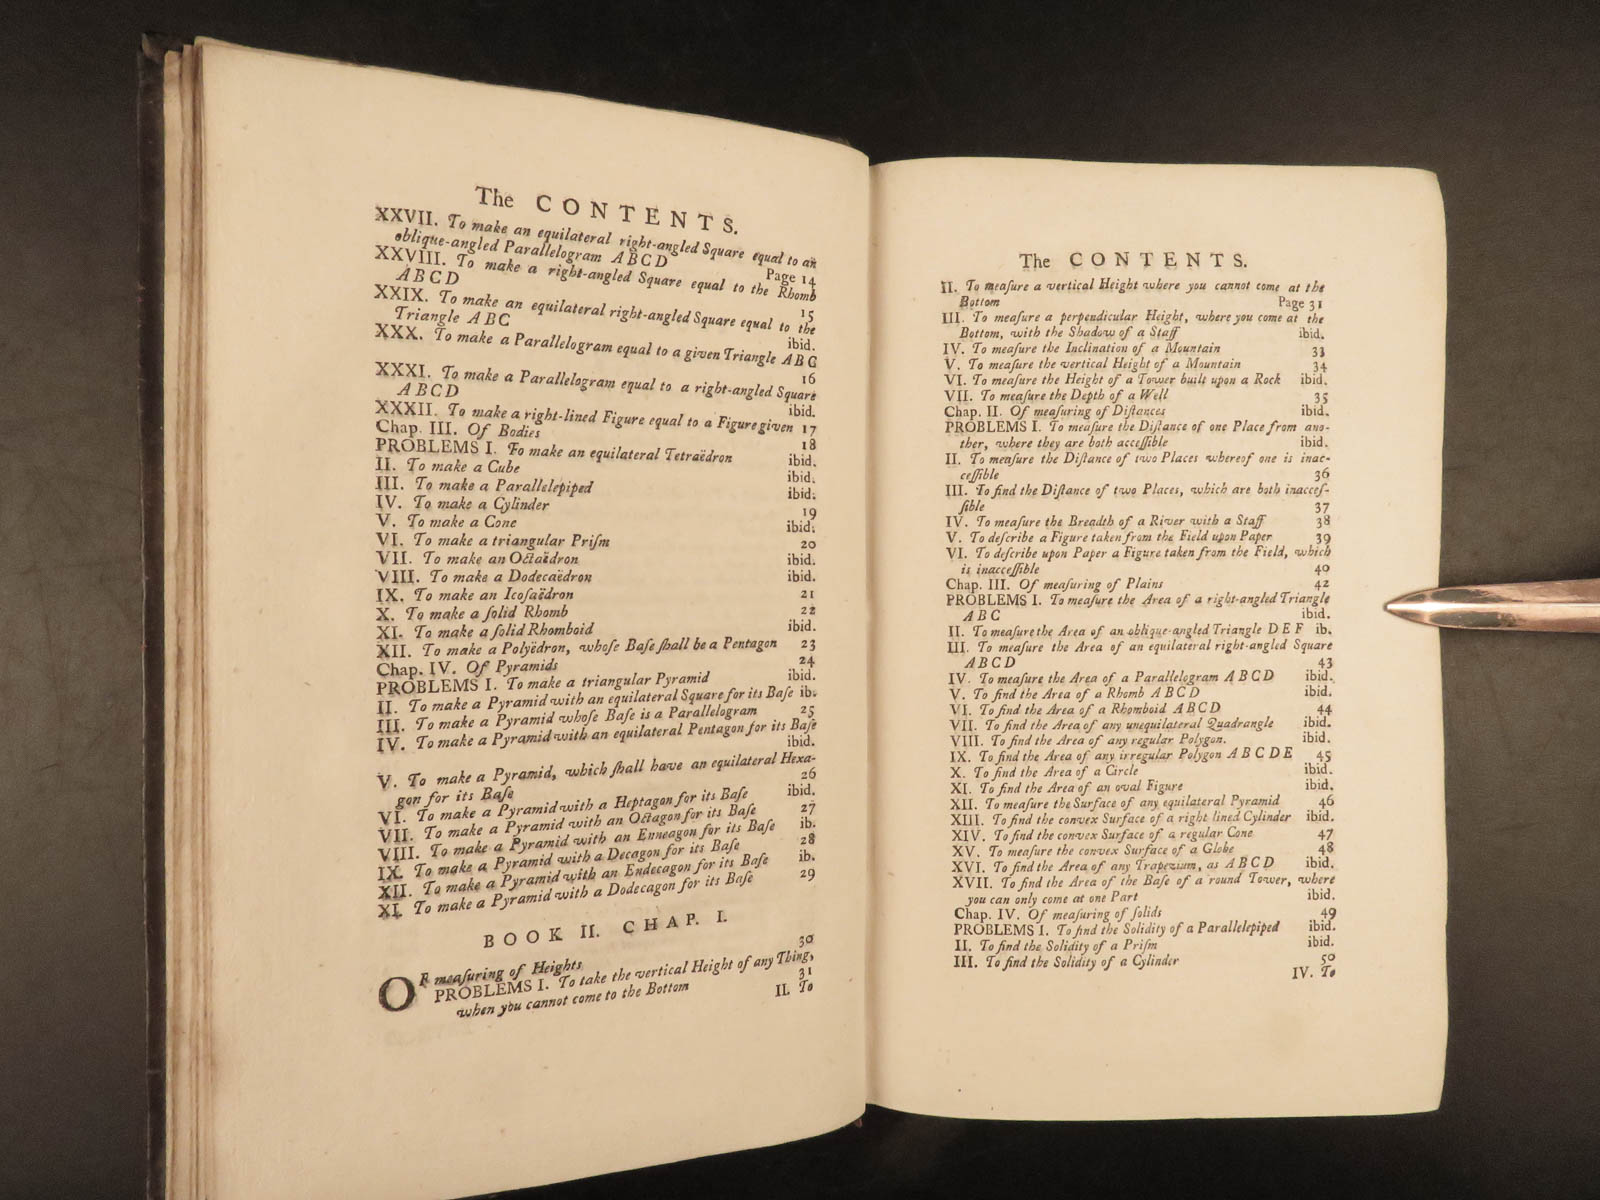 The CONTENTS.
XXVII. To make an equilateral right-angled Square equal to an
oblique-angled Parallelogram ABCD Page 14
XXVIII. To make a right-angled Square equal to the Rhomb
ABCD 15
XXIX. To make an equilateral right-angled Square equal to the
Triangle ABC ibid.
XXX. To make a Parallelogram equal to a given Triangle ABC
16
XXXI. To make a Parallelogram equal to a right-angled Square
ABCD ibid.
XXXII. To make a right-lined Figure equal to a Figure given 17
Chap. III. Of Bodies 18
PROBLEMS I. To make an equilateral Tetraëdron ibid.
II. To make a Cube ibid.
III. To make a Parallelepiped ibid.
IV. To make a Cylinder 19
V. To make a Cone ibid.
VI. To make a triangular Priſm 20
VII. To make an Octaëdron ibid.
VIII. To make a Dodecaëdron ibid.
IX. To make an Icoſaëdron 21
X. To make a ſolid Rhomb 22
XI. To make a ſolid Rhomboid ibid.
XII. To make a Polyëdron, whoſe Baſe ſhall be a Pentagon 23
Chap. IV. Of Pyramids 24
PROBLEMS I. To make a triangular Pyramid ibid.
II. To make a Pyramid with an equilateral Square for its Baſe ib.
III. To make a Pyramid whoſe Baſe is a Parallelogram 25
IV. To make a Pyramid with an equilateral Pentagon for its Baſe
ibid.
V. To make a Pyramid, which ſhall have an equilateral Hexa-
gon for its Baſe 26
VI. To make a Pyramid with a Heptagon for its Baſe ibid.
VII. To make a Pyramid with an Octagon for its Baſe 27
VIII. To make a Pyramid with an Enneagon for its Baſe ib.
IX. To make a Pyramid with a Decagon for its Baſe 28
XII. To make a Pyramid with an Endecagon for its Baſe ib.
XI. To make a Pyramid with a Dodecagon for its Baſe 29
BOOK II. CHAP. I.
OF meaſuring of Heights 30
PROBLEMS I. To take the vertical Height of any Thing,
when you cannot come to the Bottom 31
II. To
The CONTENTS.
II. To meaſure a vertical Height where you cannot come at the
Bottom Page 31
III. To meaſure a perpendicular Height, where you come at the
Bottom, with the Shadow of a Staff ibid.
IV. To meaſure the Inclination of a Mountain 33
V. To meaſure the vertical Height of a Mountain 34
VI. To meaſure the Height of a Tower built upon a Rock ibid.
VII. To meaſure the Depth of a Well 35
Chap. II. Of meaſuring of Diſtances ibid.
PROBLEMS I. To meaſure the Diſtance of one Place from ano-
ther, where they are both acceſſible ibid.
II. To meaſure the Diſtance of two Places whereof one is inac-
ceſſible 36
III. To find the Diſtance of two Places, which are both inacceſ-
ſible 37
IV. To meaſure the Breadth of a River with a Staff 38
V. To deſcribe a Figure taken from the Field upon Paper 39
VI. To deſcribe upon Paper a Figure taken from the Field, which
is inacceſſible 40
Chap. III. Of meaſuring of Plains 42
PROBLEMS I. To meaſure the Area of a right-angled Triangle
ABC ibid.
II. To meaſure the Area of an oblique-angled Triangle DEF ib.
III. To meaſure the Area of an equilateral right-angled Square
ABCD 43
IV. To meaſure the Area of a Parallelogram ABCD ibid.
V. To find the Area of a Rhomb ABCD ibid.
VI. To find the Area of a Rhomboid ABCD 44
VII. To find the Area of any unequilateral Quadrangle ibid.
VIII. To find the Area of any regular Polygon. ibid.
IX. To find the Area of any irregular Polygon ABCDE 45
X. To find the Area of a Circle ibid.
XI. To find the Area of an oval Figure ibid.
XII. To meaſure the Surface of any equilateral Pyramid 46
XIII. To find the convex Surface of a right lined Cylinder ibid.
XIV. To find the convex Surface of a regular Cone 47
XV. To meaſure the convex Surface of a Globe 48
XVI. To find the Area of any Trapezium, as ABCD ibid.
XVII. To find the Area of the Baſe of a round Tower, where
you can only come at one Part ibid.
Chap. IV. Of meaſuring of ſolids 49
PROBLEMS I. To find the Solidity of a Parallelepiped ibid.
II. To find the Solidity of a Priſm ibid.
III. To find the Solidity of a Cylinder 50
IV. To